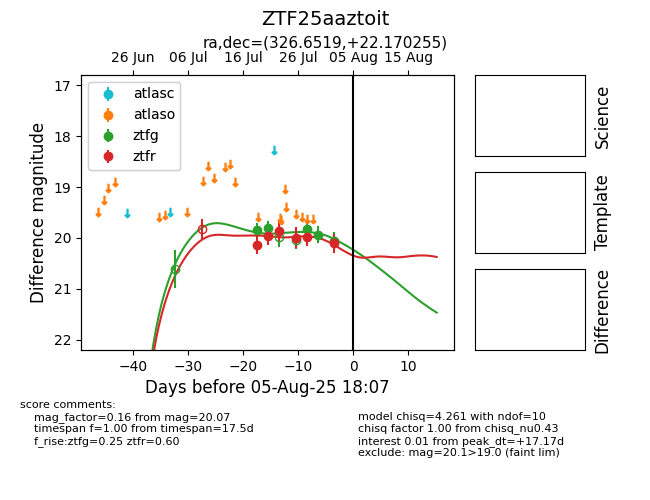 ZTF25aaztoit
ra,dec=(326.6519,+22.170255)
26 Jun 06 Jul 16 Jul 26 Jul 05 Aug 15 Aug
17
18
19
20
21
22
Difference magnitude
atlasc
atlaso
ztfg
ztfr
−40 −30 −20 −10 0 10
Days before 05-Aug-25 18:07
Science
Template
Difference
score comments:
mag_factor=0.16 from mag=20.07
timespan f=1.00 from timespan=17.5d
f_rise:ztfg=0.25 ztfr=0.60
model chisq=4.261 with ndof=10
chisq factor 1.00 from chisq_nu0.43
interest 0.01 from peak_dt=+17.17d
exclude: mag=20.1>19.0 (faint lim)